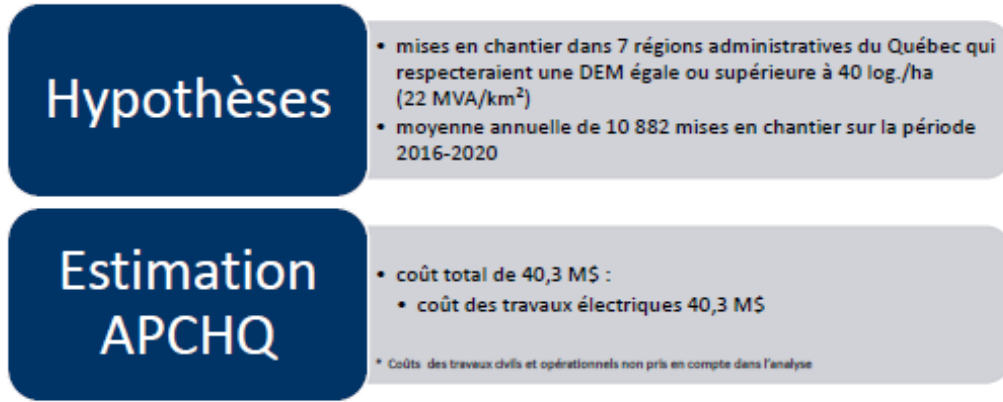 Hypothèses
• mises en chantier dans 7 régions administratives du Québec qui
respecteraient une DEM égale ou supérieure à 40 log./ha
(22 MVA/km²)
• moyenne annuelle de 10 882 mises en chantier sur la période
2016-2020
Estimation
APCHQ
• coût total de 40,3 M$ :
• coût des travaux électriques 40,3 M$
* Coûts des travaux civils et opérationnels non pris en compte dans l'analyse